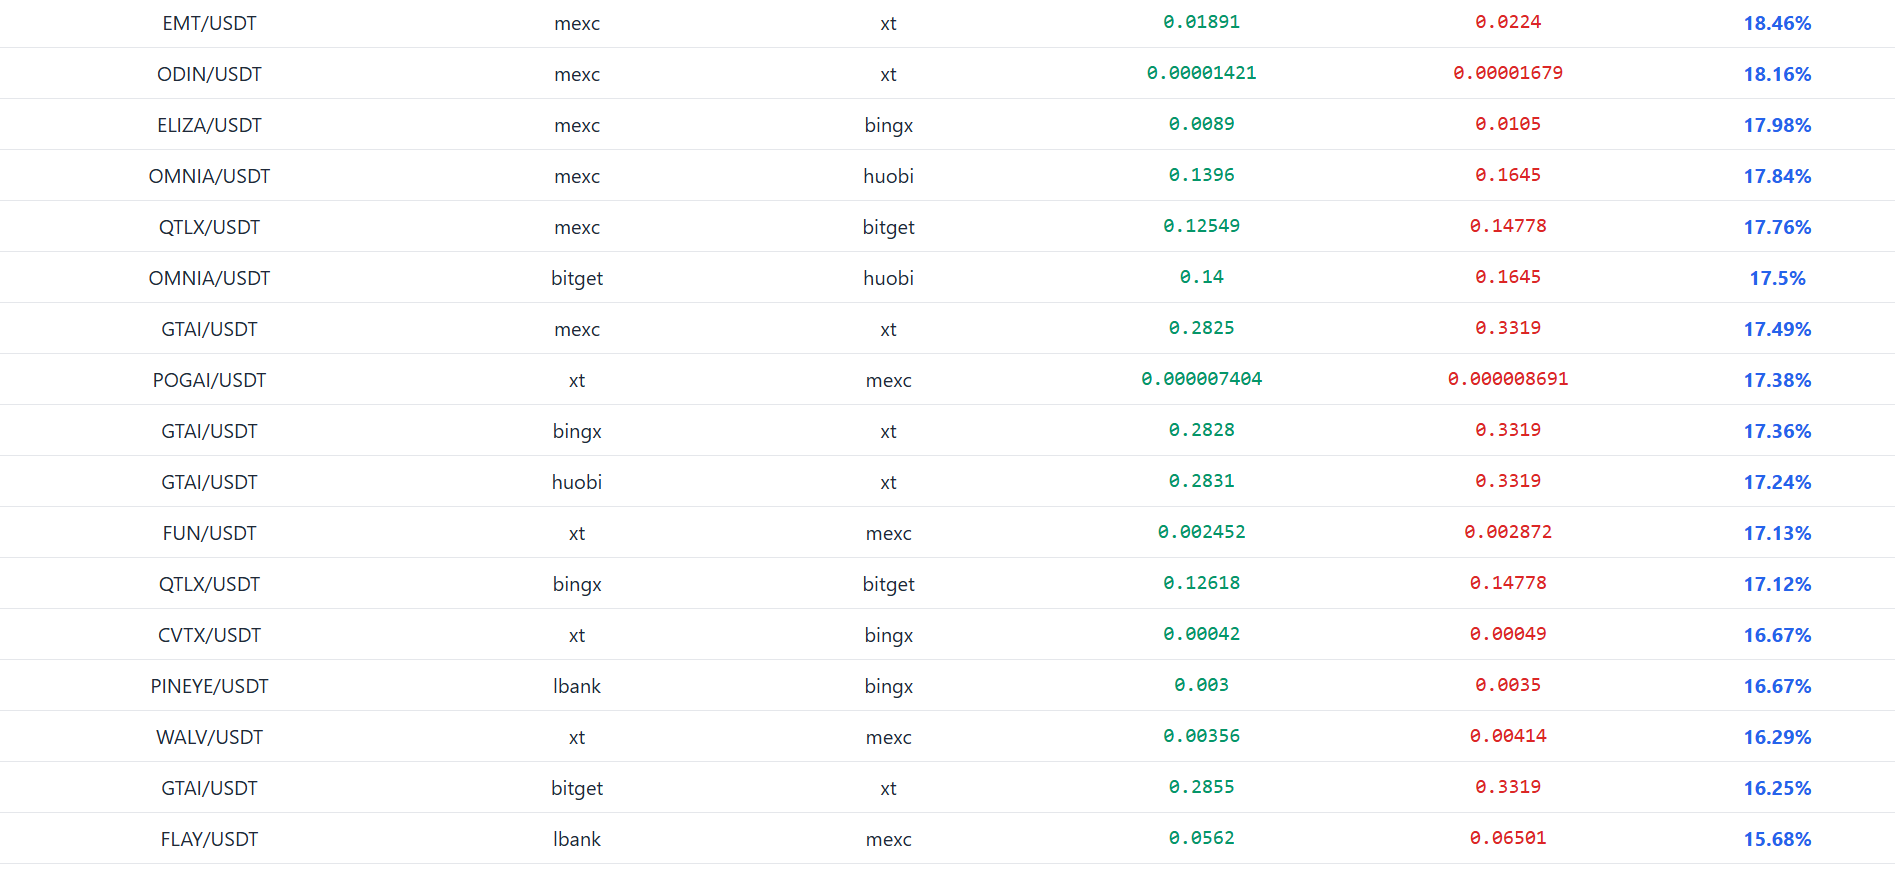 EMT/USDT mexc xt 0.01891 0.0224 18.46%
ODIN/USDT mexc xt 0.00001421 0.00001679 18.16%
ELIZA/USDT mexc bingx 0.0089 0.0105 17.98%
OMNIA/USDT mexc huobi 0.1396 0.1645 17.84%
QTLX/USDT mexc bitget 0.12549 0.14778 17.76%
OMNIA/USDT bitget huobi 0.14 0.1645 17.5%
GTAI/USDT mexc xt 0.2825 0.3319 17.49%
POGAI/USDT xt mexc 0.000007404 0.000008691 17.38%
GTAI/USDT bingx xt 0.2828 0.3319 17.36%
GTAI/USDT huobi xt 0.2831 0.3319 17.24%
FUN/USDT xt mexc 0.002452 0.002872 17.13%
QTLX/USDT bingx bitget 0.12618 0.14778 17.12%
CVTX/USDT xt bingx 0.00042 0.00049 16.67%
PINEYE/USDT lbank bingx 0.003 0.0035 16.67%
WALV/USDT xt mexc 0.00356 0.00414 16.29%
GTAI/USDT bitget xt 0.2855 0.3319 16.25%
FLAY/USDT lbank mexc 0.0562 0.06501 15.68%